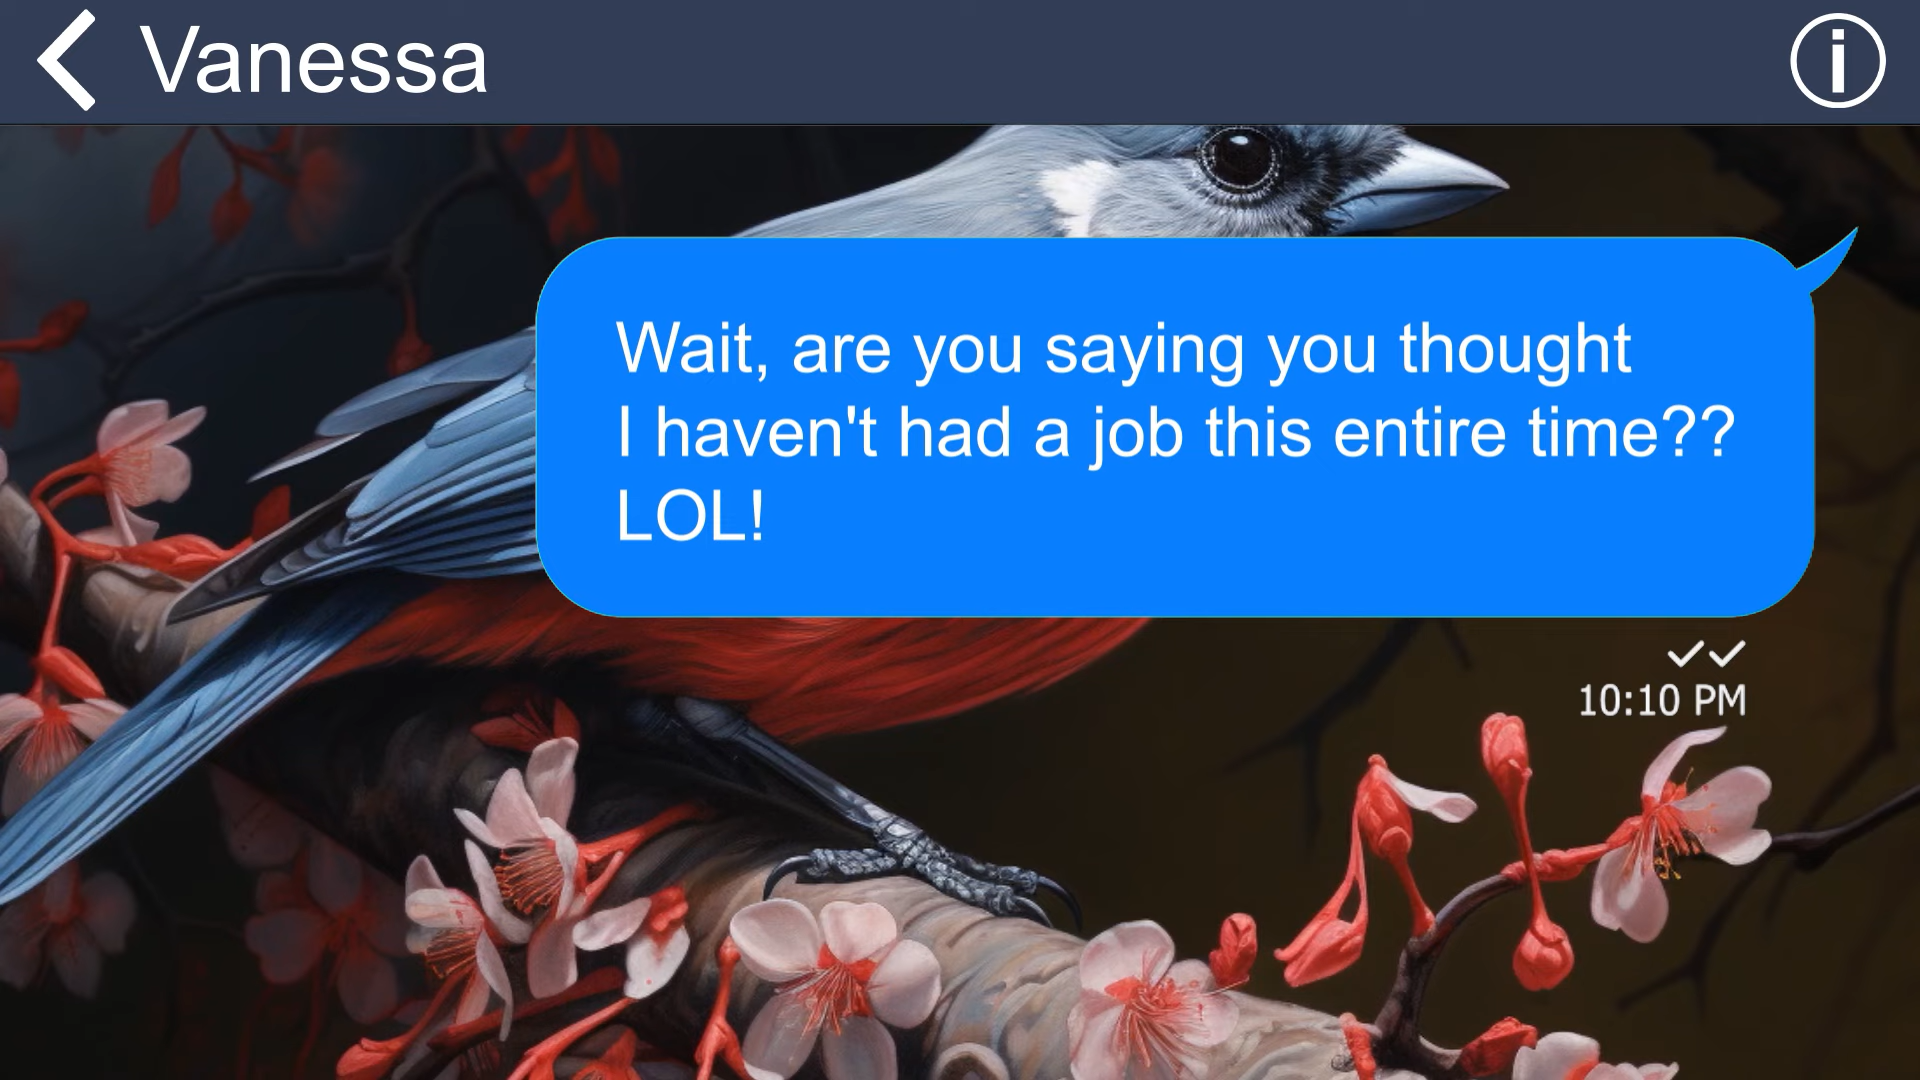 Vanessa
Wait, are you saying you thought
I haven't had a job this entire time??
LOL!
10:10 PM